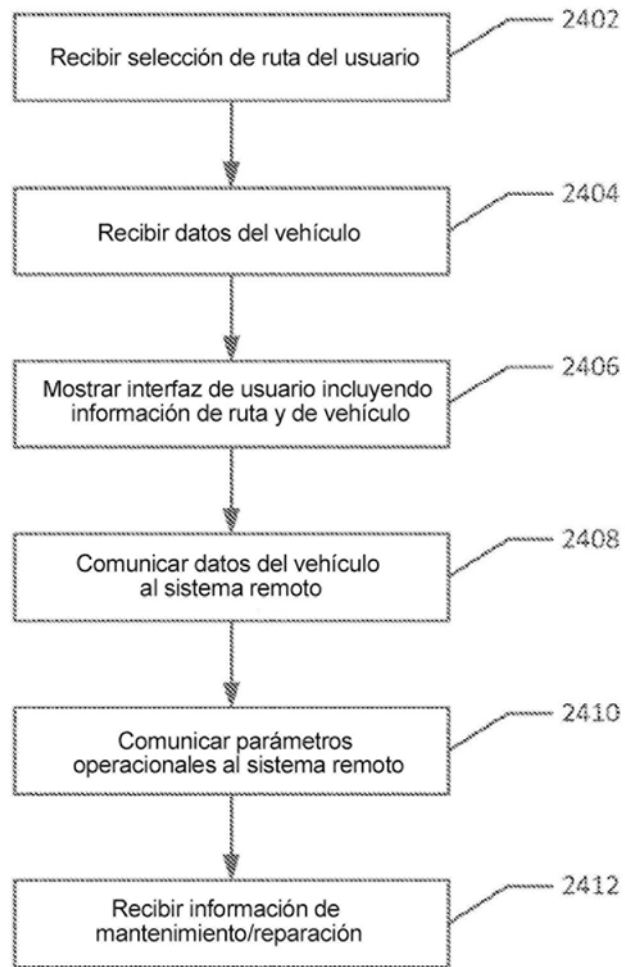 2402
Recibir selección de ruta del usuario
2404
Recibir datos del vehículo
2406
Mostrar interfaz de usuario incluyendo
información de ruta y de vehículo
2408
Comunicar datos del vehículo
al sistema remoto
2410
Comunicar parámetros
operacionales al sistema remoto
2412
Recibir información de
mantenimiento/reparación